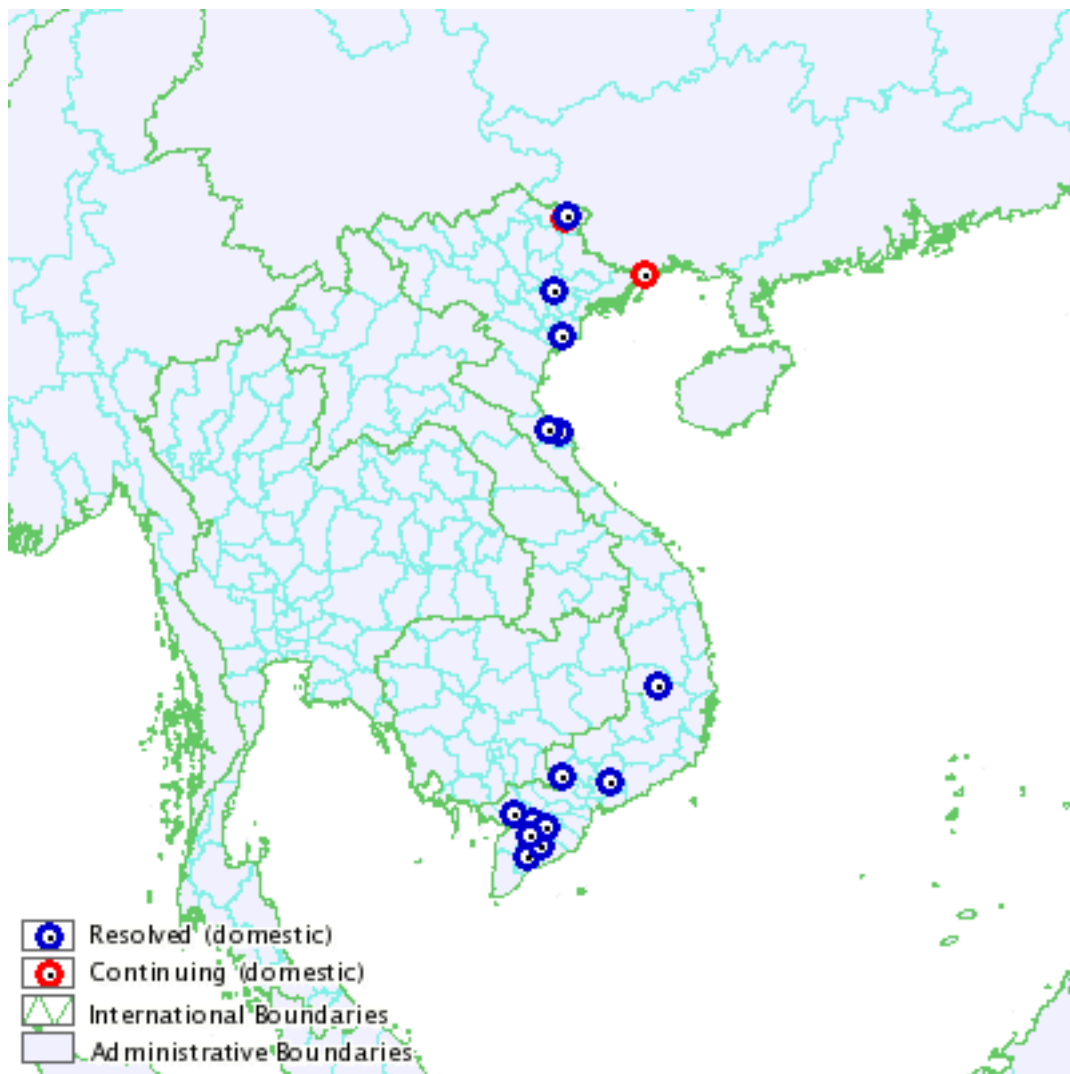 Resolved (domestic)
Continuing (domestic)
International Boundaries
Administrative Boundaries